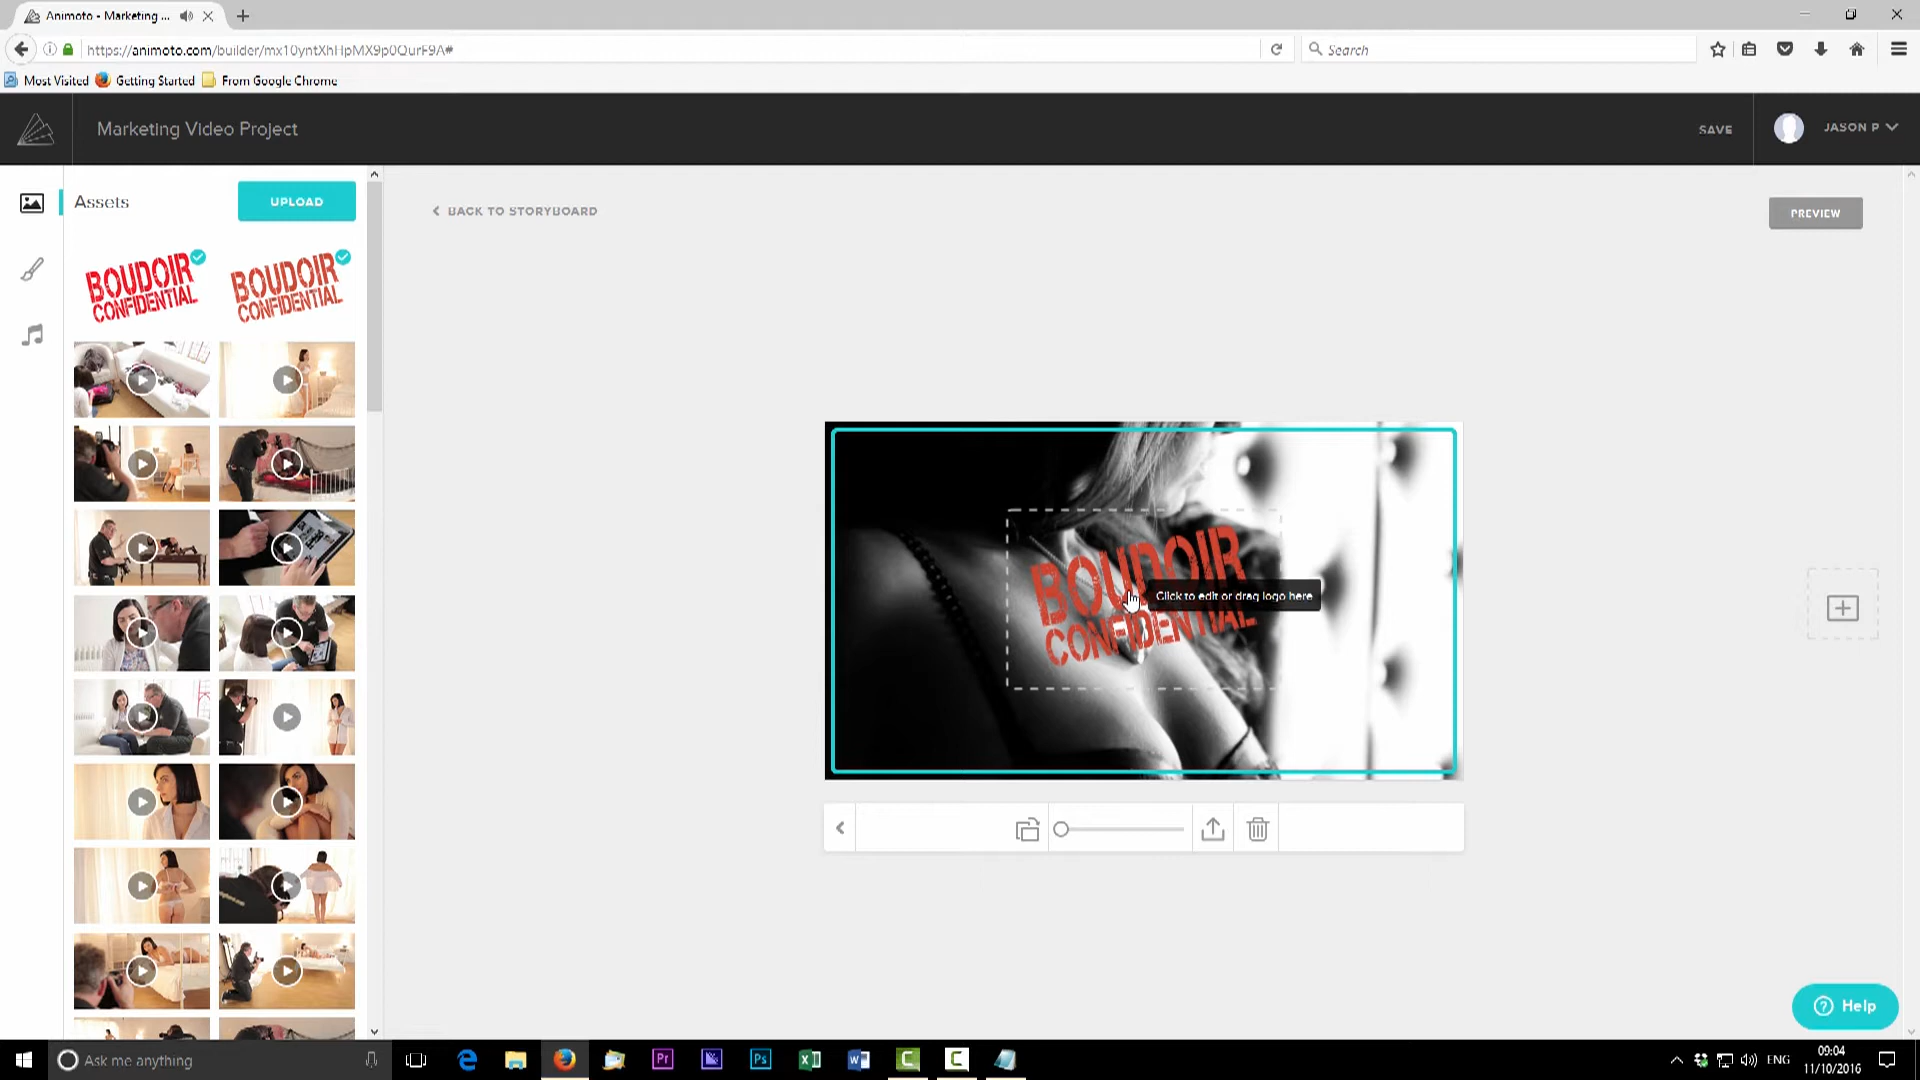 Animoto - Marketing ...
https://animoto.com/builder/mx10yntXhHpMX9p0QurF9A#
Search
Most Visited
Getting Started
From Google Chrome
Marketing Video Project
SAVE
JASON P
Assets
UPLOAD
BACK TO STORYBOARD
PREVIEW
BOUDOIR
CONFIDENTIAL
BOUDOIR
CONFIDENTIAL
BOUDOIR
CONFIDENTIAL
Click to edit or drag logo here
Help
Ask me anything
Pr
Ps
ENG
09:04
11/10/2016